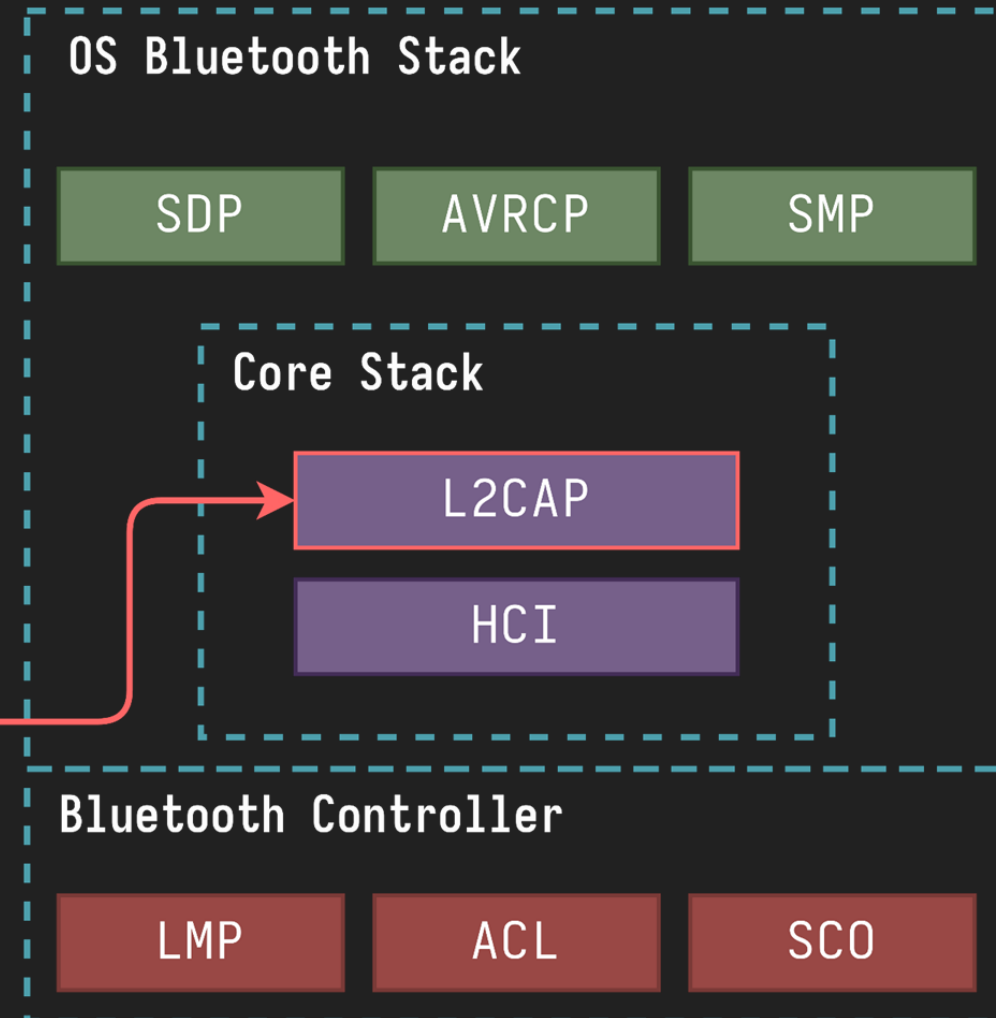 OS Bluetooth Stack
SDP AVRCP SMP
Core Stack
L2CAP
HCI
Bluetooth Controller
LMP ACL SCO